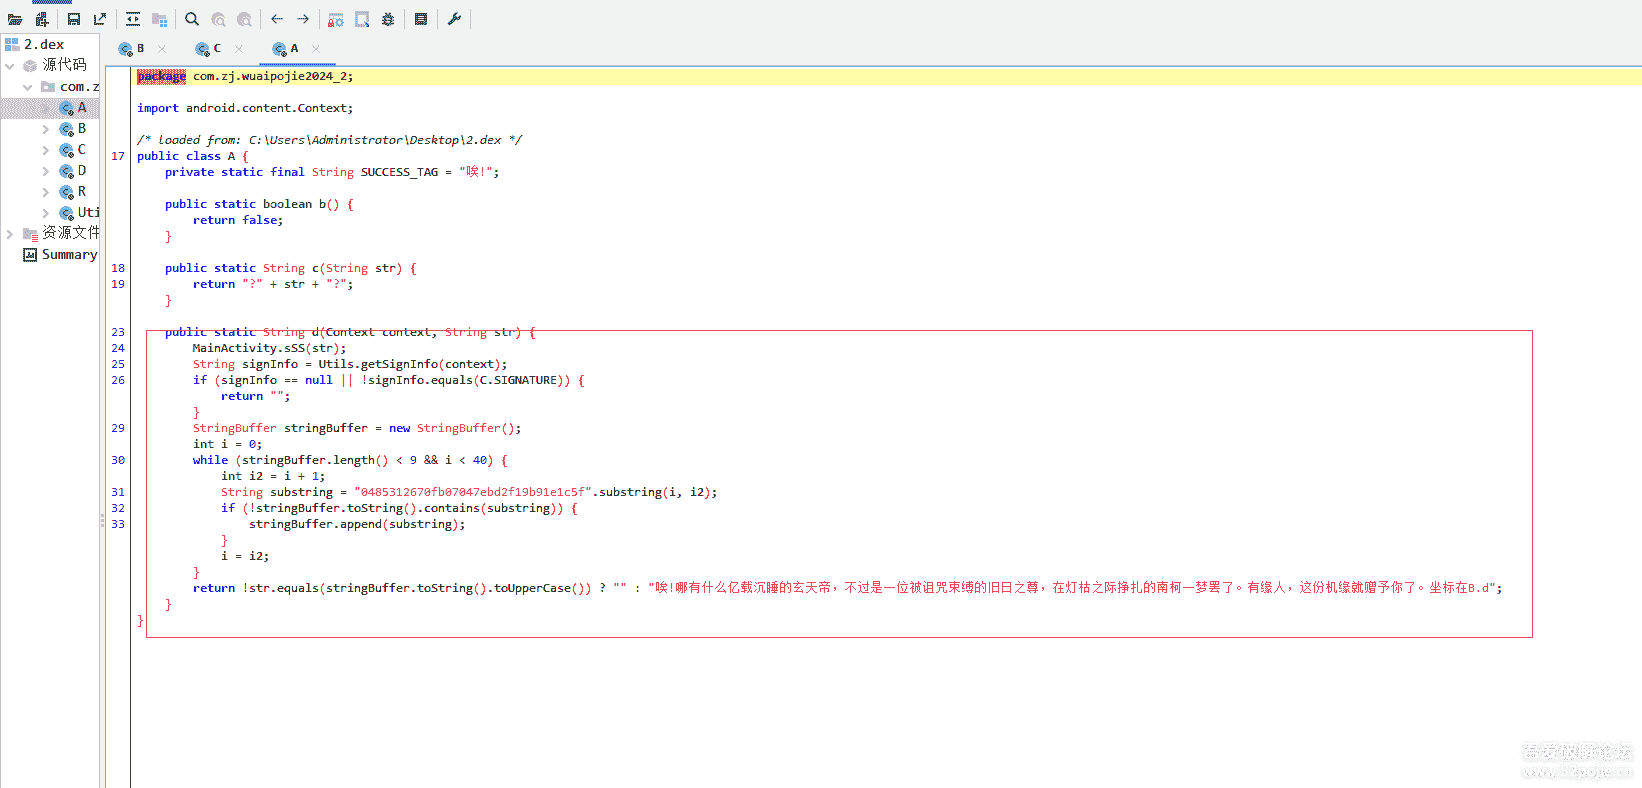 2.dex
源代码
com.z
A
B
C
D
R
Uti
资源文件
Summary
B
C
A
package com.zj.wuaipojie2024_2;
import android.content.Context;
/* loaded from: C:\Users\Administrator\Desktop\2.dex */
17 public class A {
private static final String SUCCESS_TAG = "唉!";
public static boolean b() {
return false;
}
18 public static String c(String str) {
19 return "?" + str + "?";
}
23 public static String d(Context context, String str) {
24 MainActivity.sSS(str);
25 String signInfo = Utils.getSignInfo(context);
26 if (signInfo == null || !signInfo.equals(C.SIGNATURE)) {
return "";
}
29 StringBuffer stringBuffer = new StringBuffer();
int i = 0;
30 while (stringBuffer.length() < 9 && i < 40) {
int i2 = i + 1;
31 String substring = "0485312670fb07047ebd2f19b91e1c5f".substring(i, i2);
32 if (!stringBuffer.toString().contains(substring)) {
33 stringBuffer.append(substring);
}
i = i2;
}
return !str.equals(stringBuffer.toString().toUpperCase()) ? "" : "唉!哪有什么亿载沉睡的玄天帝，不过是一位被诅咒束缚的旧日之尊，在灯枯之际挣扎的南柯一梦罢了。有缘人，这份机缘就赠予你了。坐标在B.d";
}
}
吾爱破解论坛
www.52pojie.cn